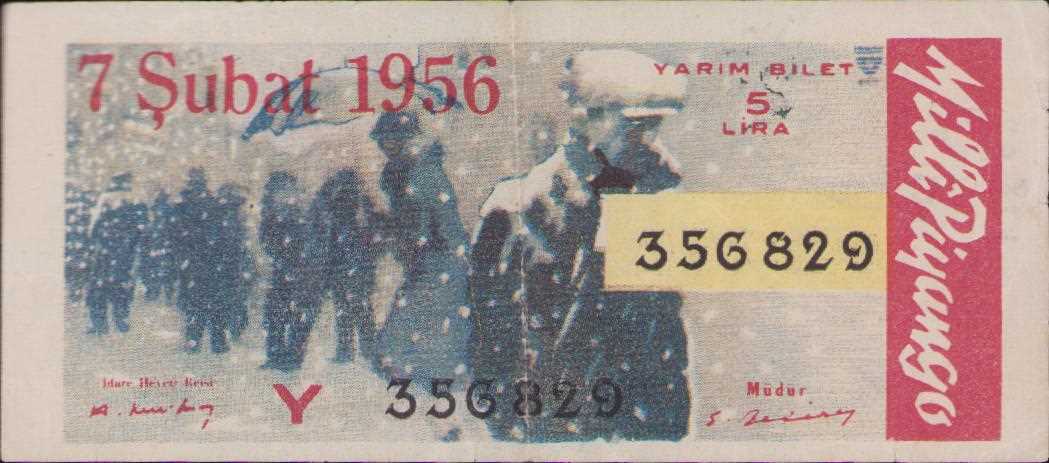 7 Şubat 1956
YARIM BİLET
5
LİRA
356829
Milli Piyango
İdare Heyeti Reisi
Y
356829
Müdür